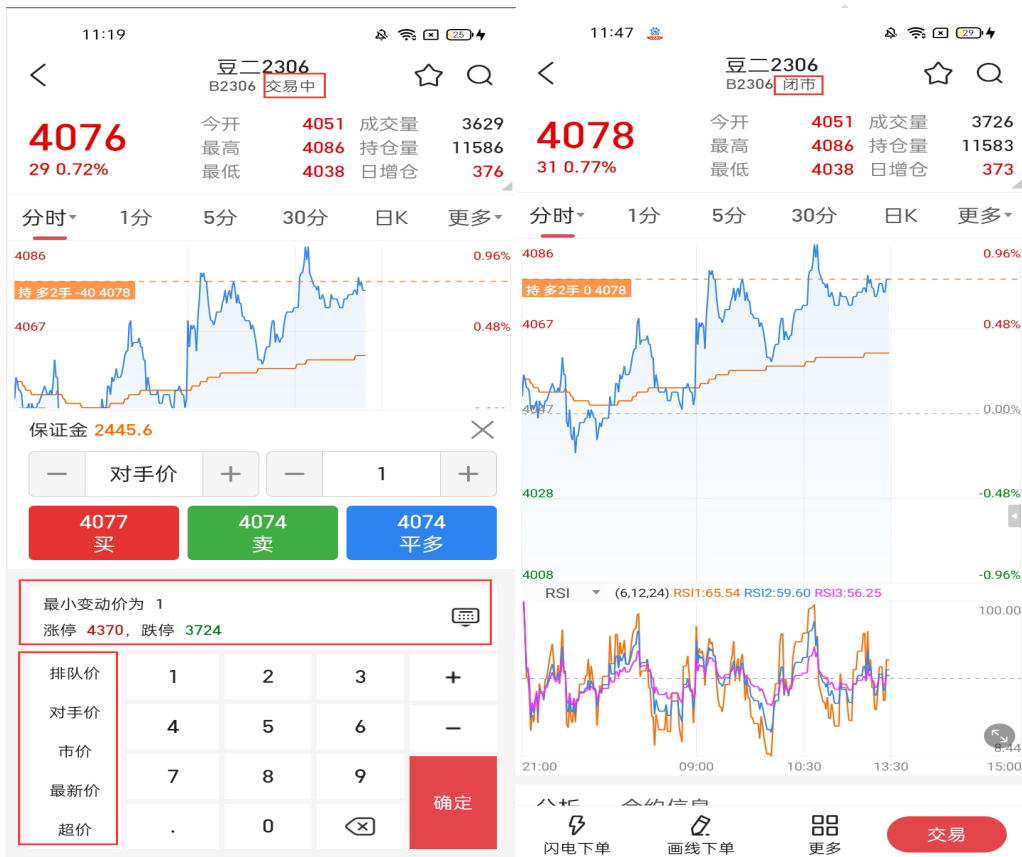 11:19
25
豆二2306
B2306 交易中
4076
29 0.72%
今开 4051 成交量 3629
最高 4086 持仓量 11586
最低 4038 日增仓 376
分时 1分 5分 30分 日K 更多
4086 0.96%
持 多2手 -40 4078
4067 0.48%
保证金 2445.6
对手价 1
4077 4074 4074
买 卖 平多
最小变动价为 1
涨停 4370, 跌停 3724
排队价
对手价
市价
最新价
超价
1 2 3 +
4 5 6 −
7 8 9
. 0
确定
11:47
29
豆二2306
B2306 闭市
4078
31 0.77%
今开 4051 成交量 3726
最高 4086 持仓量 11583
最低 4038 日增仓 373
分时 1分 5分 30分 日K 更多
4086 0.96%
持 多2手 0 4078
4067 0.48%
4047 0.00%
4028 -0.48%
4008 -0.96%
RSI (6,12,24) RSI1:65.54 RSI2:59.60 RSI3:56.25
100.00
8.44
21:00 09:00 10:30 13:30 15:00
分析 合约信息
闪电下单 画线下单 更多 交易